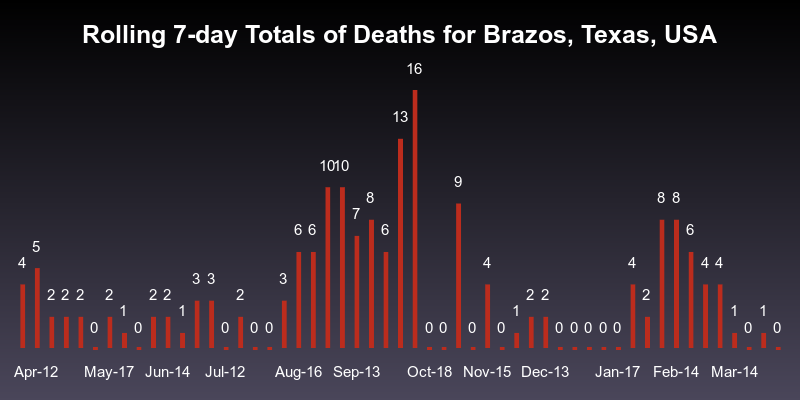 Rolling 7-day Totals of Deaths for Brazos, Texas, USA
4 5 2 2 2 0 2 1 0 2 2 1 3 3 0 2 0 0 3 6 6 10 10 7 8 6 13 16 0 0 9 0 4 0 1 2 2 0 0 0 0 0 4 2 8 8 6 4 4 1 0 1 0
Apr-12 May-17 Jun-14 Jul-12 Aug-16 Sep-13 Oct-18 Nov-15 Dec-13 Jan-17 Feb-14 Mar-14